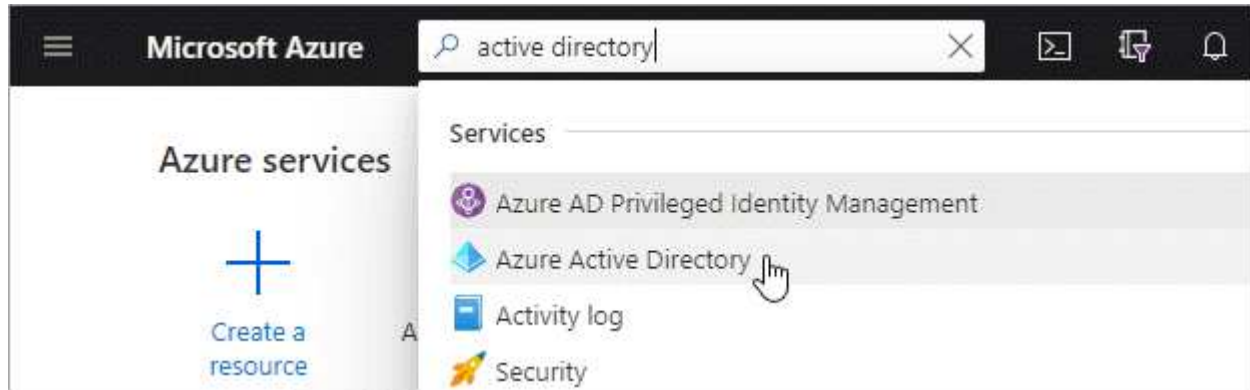 Microsoft Azure
active directory
Services
Azure services
Azure AD Privileged Identity Management
Azure Active Directory
Activity log
Create a
resource
A
Security